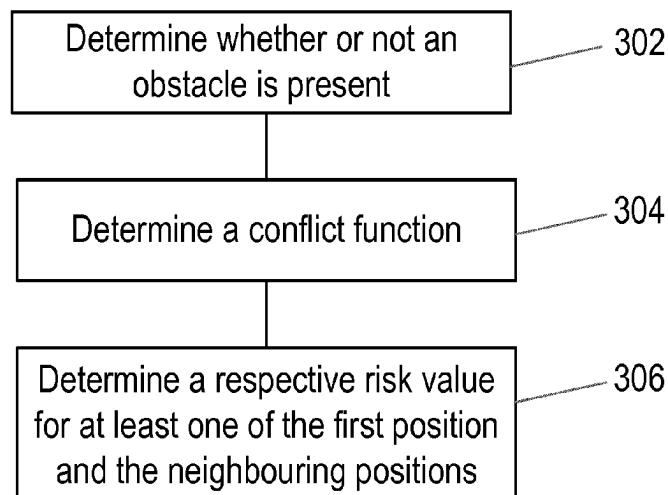 Determine whether or not an
obstacle is present
302
Determine a conflict function
304
Determine a respective risk value
for at least one of the first position
and the neighbouring positions
306